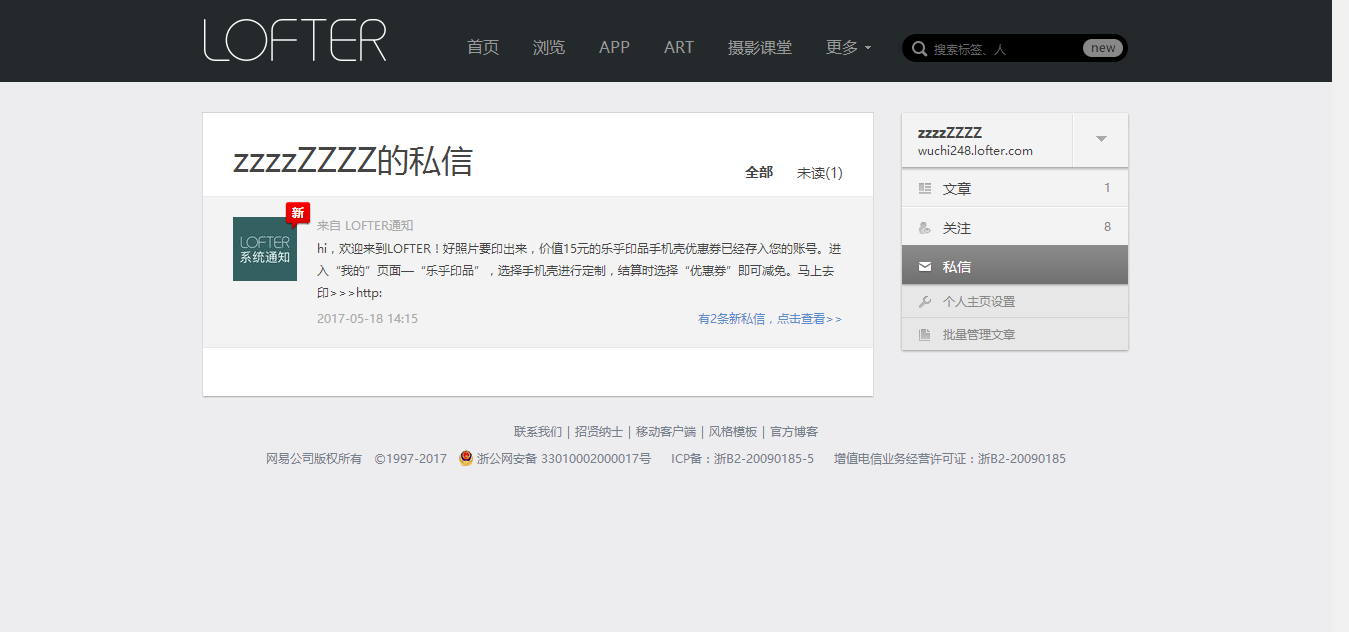 LOFTER
首页 浏览 APP ART 摄影课堂 更多 搜索标签、人 new
zzzzZZZZ的私信
全部 未读(1)
新
LOFTER
系统通知
来自 LOFTER通知
hi，欢迎来到LOFTER！好照片要印出来，价值15元的乐乎印品手机壳优惠券已经存入您的账号。进
入“我的”页面—“乐乎印品”，选择手机壳进行定制，结算时选择“优惠券”即可减免。马上去
印>>>http:
2017-05-18 14:15 有2条新私信，点击查看>>
zzzzZZZZ
wuchi248.lofter.com
文章 1
关注 8
私信
个人主页设置
批量管理文章
联系我们 | 招贤纳士 | 移动客户端 | 风格模板 | 官方博客
网易公司版权所有 ©1997-2017 浙公网安备 33010002000017号 ICP备：浙B2-20090185-5 增值电信业务经营许可证：浙B2-20090185